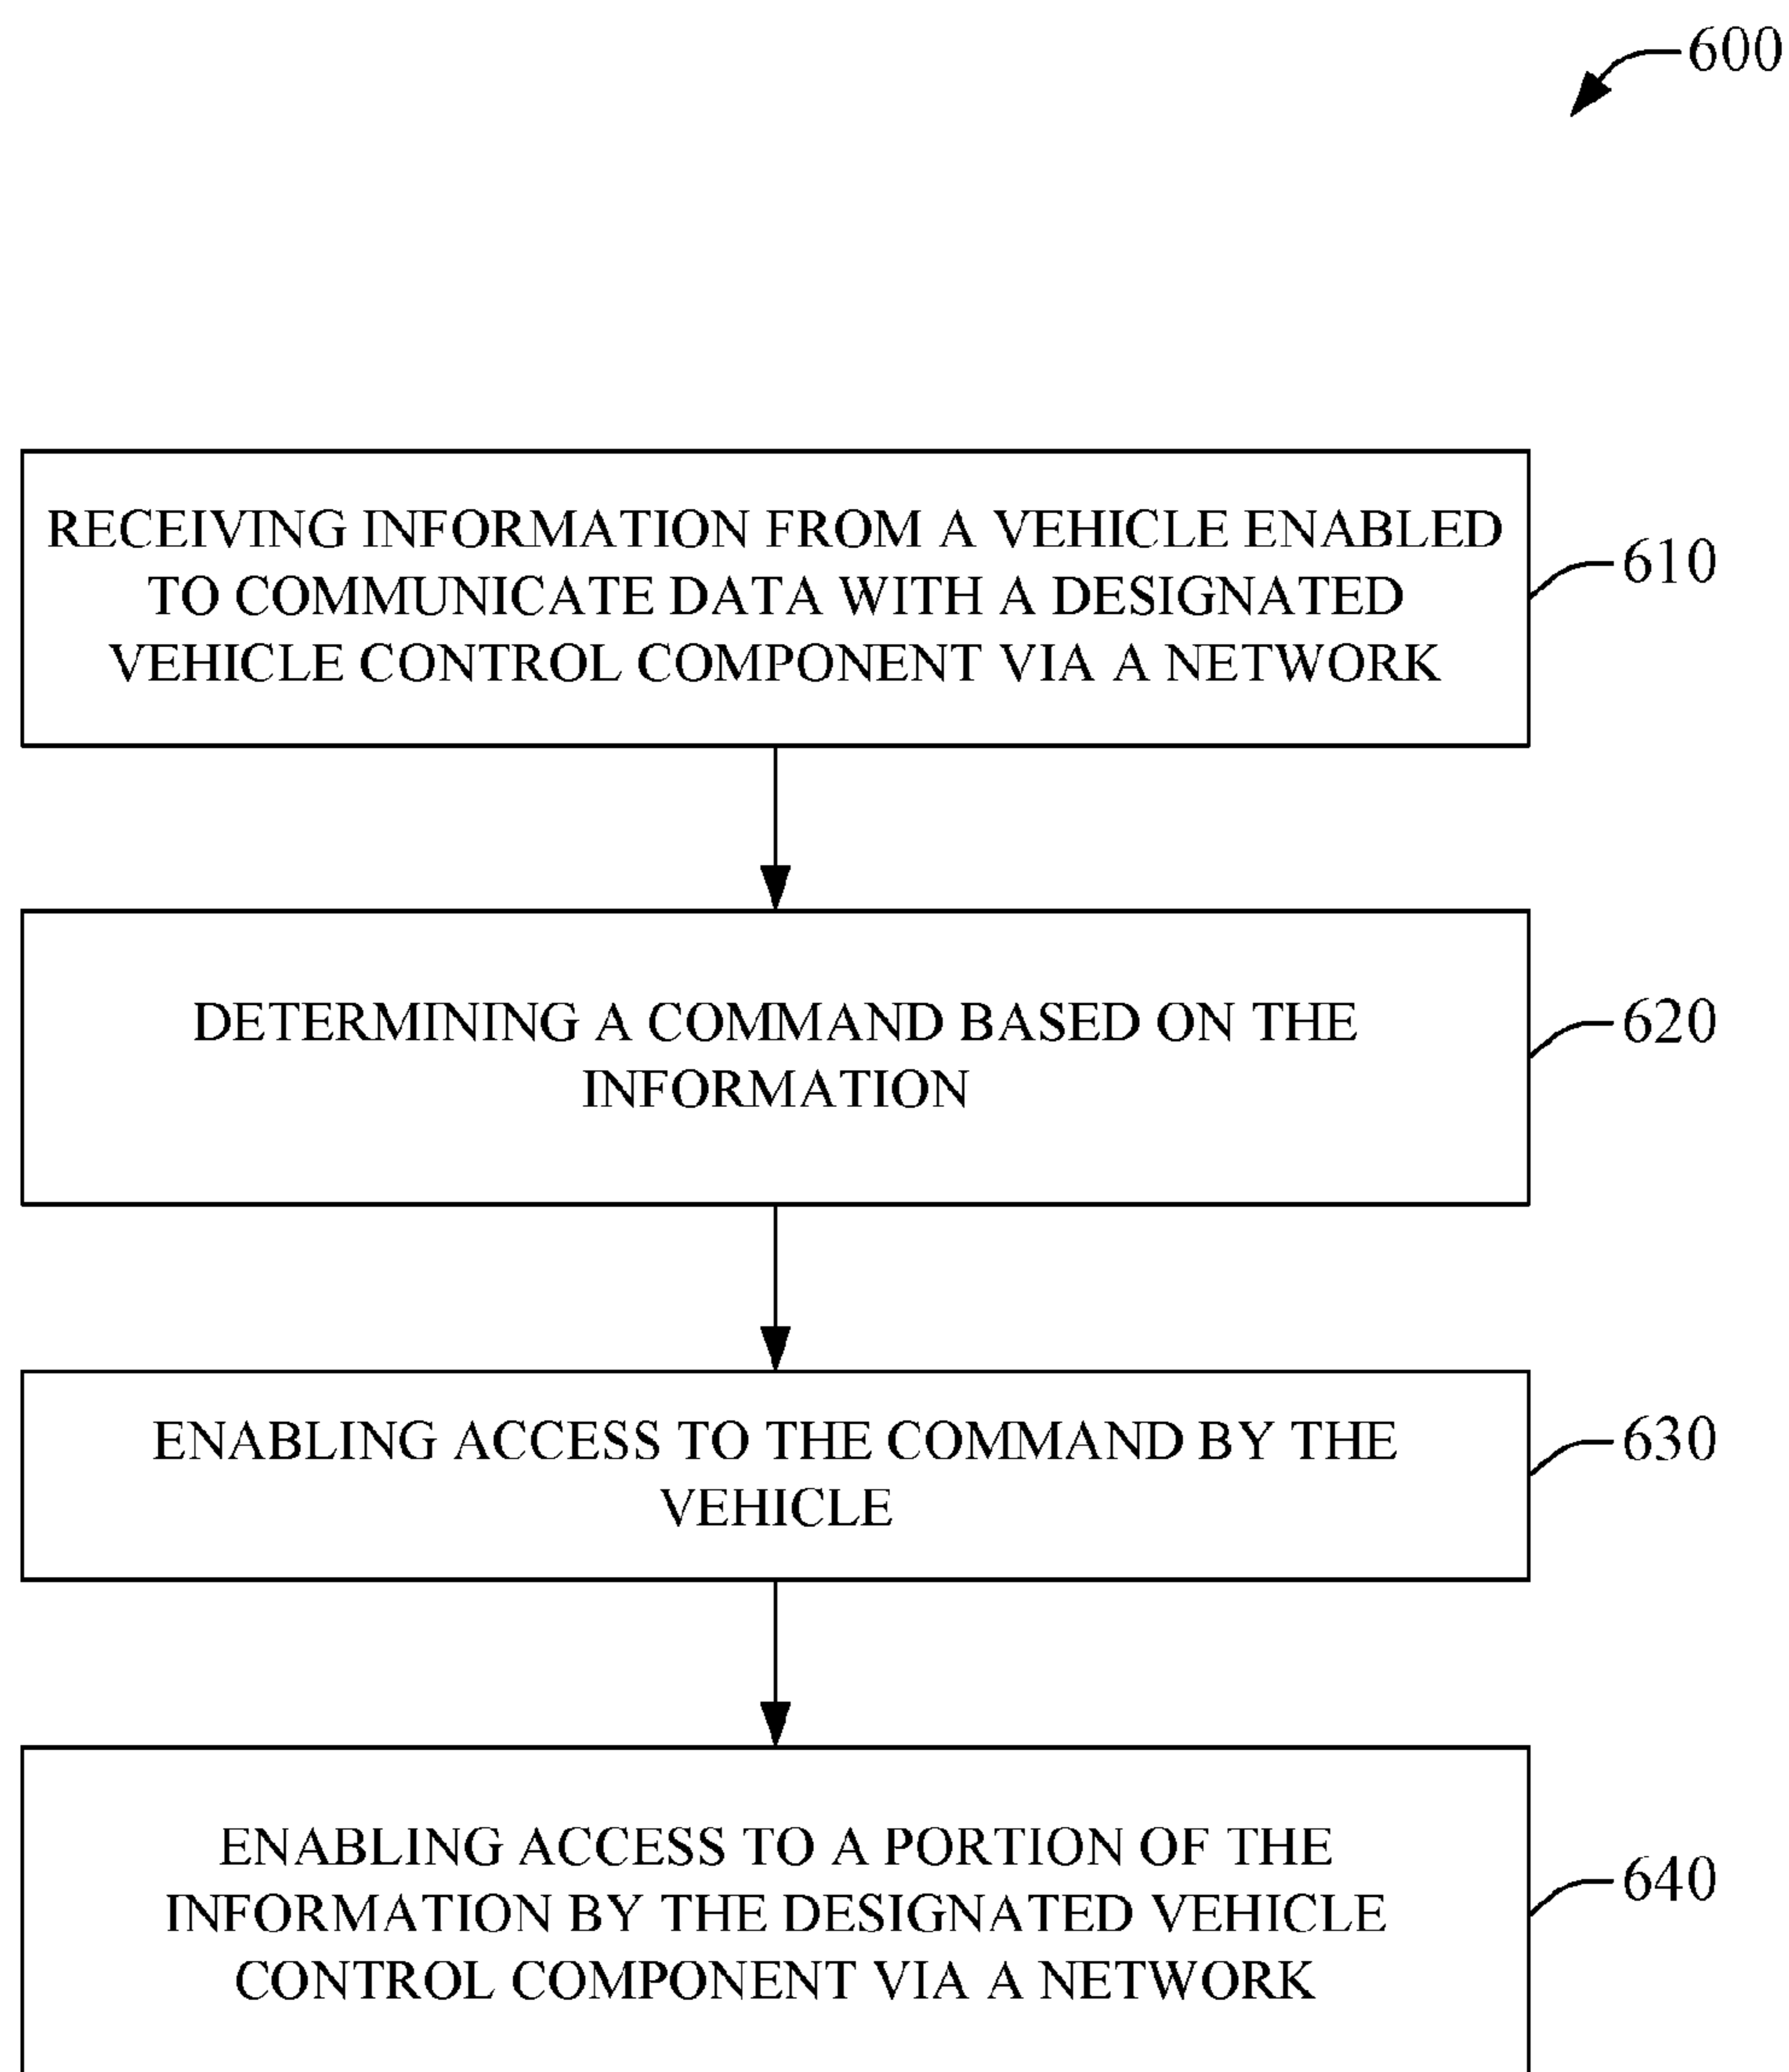 600
RECEIVING INFORMATION FROM A VEHICLE ENABLED
TO COMMUNICATE DATA WITH A DESIGNATED
VEHICLE CONTROL COMPONENT VIA A NETWORK
610
DETERMINING A COMMAND BASED ON THE
INFORMATION
620
ENABLING ACCESS TO THE COMMAND BY THE
VEHICLE
630
ENABLING ACCESS TO A PORTION OF THE
INFORMATION BY THE DESIGNATED VEHICLE
CONTROL COMPONENT VIA A NETWORK
640